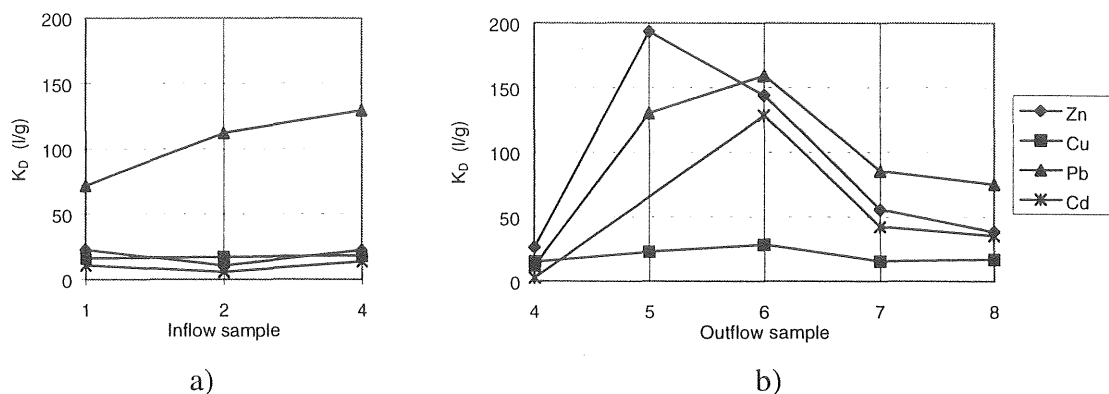 200
150
100
50
0
K_D (l/g)
1 2 4
Inflow sample
a)
200
150
100
50
0
K_D (l/g)
4 5 6 7 8
Outflow sample
b)
Zn
Cu
Pb
Cd